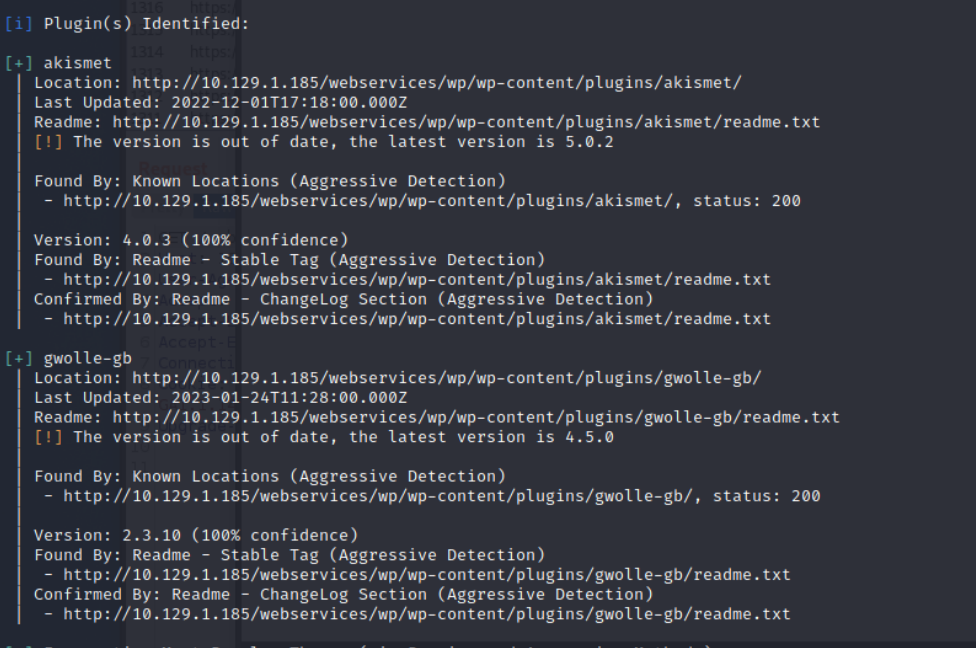 [i] Plugin(s) Identified:
[+] akismet
| Location: http://10.129.1.185/webservices/wp/wp-content/plugins/akismet/
| Last Updated: 2022-12-01T17:18:00.000Z
| Readme: http://10.129.1.185/webservices/wp/wp-content/plugins/akismet/readme.txt
| [!] The version is out of date, the latest version is 5.0.2
|
| Found By: Known Locations (Aggressive Detection)
|  - http://10.129.1.185/webservices/wp/wp-content/plugins/akismet/, status: 200
|
| Version: 4.0.3 (100% confidence)
| Found By: Readme - Stable Tag (Aggressive Detection)
|  - http://10.129.1.185/webservices/wp/wp-content/plugins/akismet/readme.txt
| Confirmed By: Readme - ChangeLog Section (Aggressive Detection)
|  - http://10.129.1.185/webservices/wp/wp-content/plugins/akismet/readme.txt
[+] gwolle-gb
| Location: http://10.129.1.185/webservices/wp/wp-content/plugins/gwolle-gb/
| Last Updated: 2023-01-24T11:28:00.000Z
| Readme: http://10.129.1.185/webservices/wp/wp-content/plugins/gwolle-gb/readme.txt
| [!] The version is out of date, the latest version is 4.5.0
|
| Found By: Known Locations (Aggressive Detection)
|  - http://10.129.1.185/webservices/wp/wp-content/plugins/gwolle-gb/, status: 200
|
| Version: 2.3.10 (100% confidence)
| Found By: Readme - Stable Tag (Aggressive Detection)
|  - http://10.129.1.185/webservices/wp/wp-content/plugins/gwolle-gb/readme.txt
| Confirmed By: Readme - ChangeLog Section (Aggressive Detection)
|  - http://10.129.1.185/webservices/wp/wp-content/plugins/gwolle-gb/readme.txt